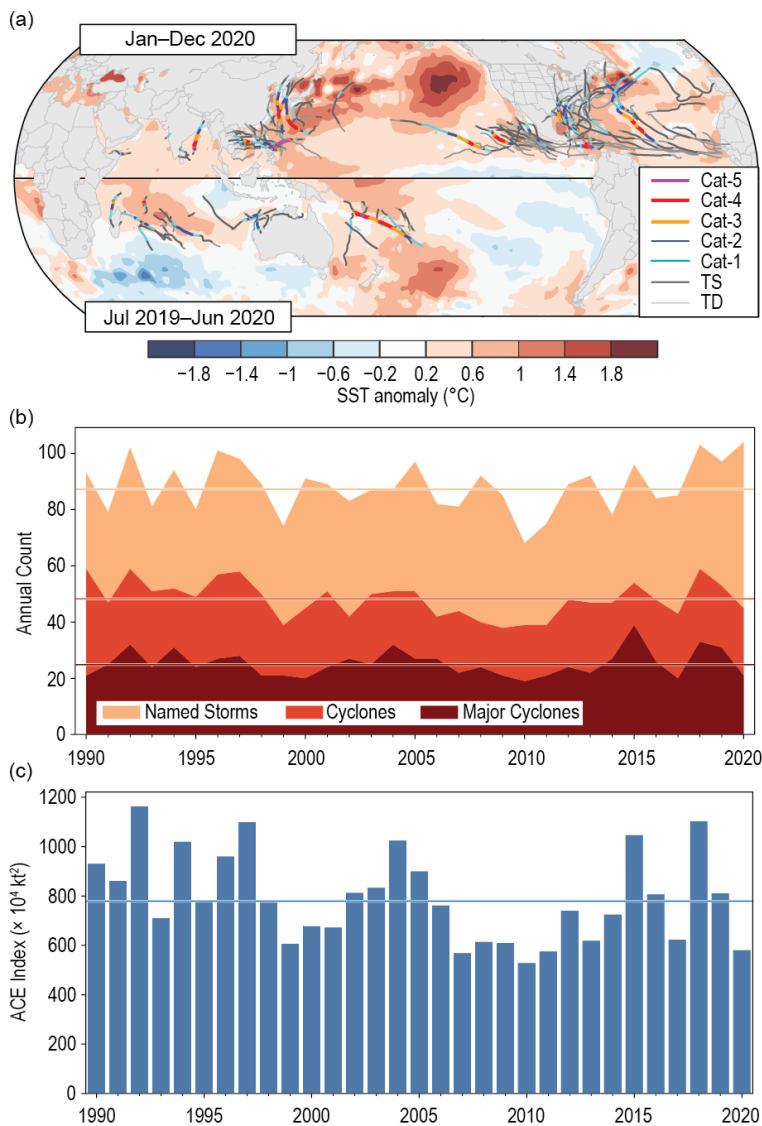 (a)
Jan–Dec 2020
Cat-5
Cat-4
Cat-3
Cat-2
Cat-1
TS
TD
Jul 2019–Jun 2020
−1.8 −1.4 −1 −0.6 −0.2 0.2 0.6 1 1.4 1.8
SST anomaly (°C)
(b)
100
80
60
40
20
0
Annual Count
Named Storms Cyclones Major Cyclones
1990 1995 2000 2005 2010 2015 2020
(c)
1200
1000
800
600
400
200
0
ACE Index (× 10⁴ kt²)
1990 1995 2000 2005 2010 2015 2020